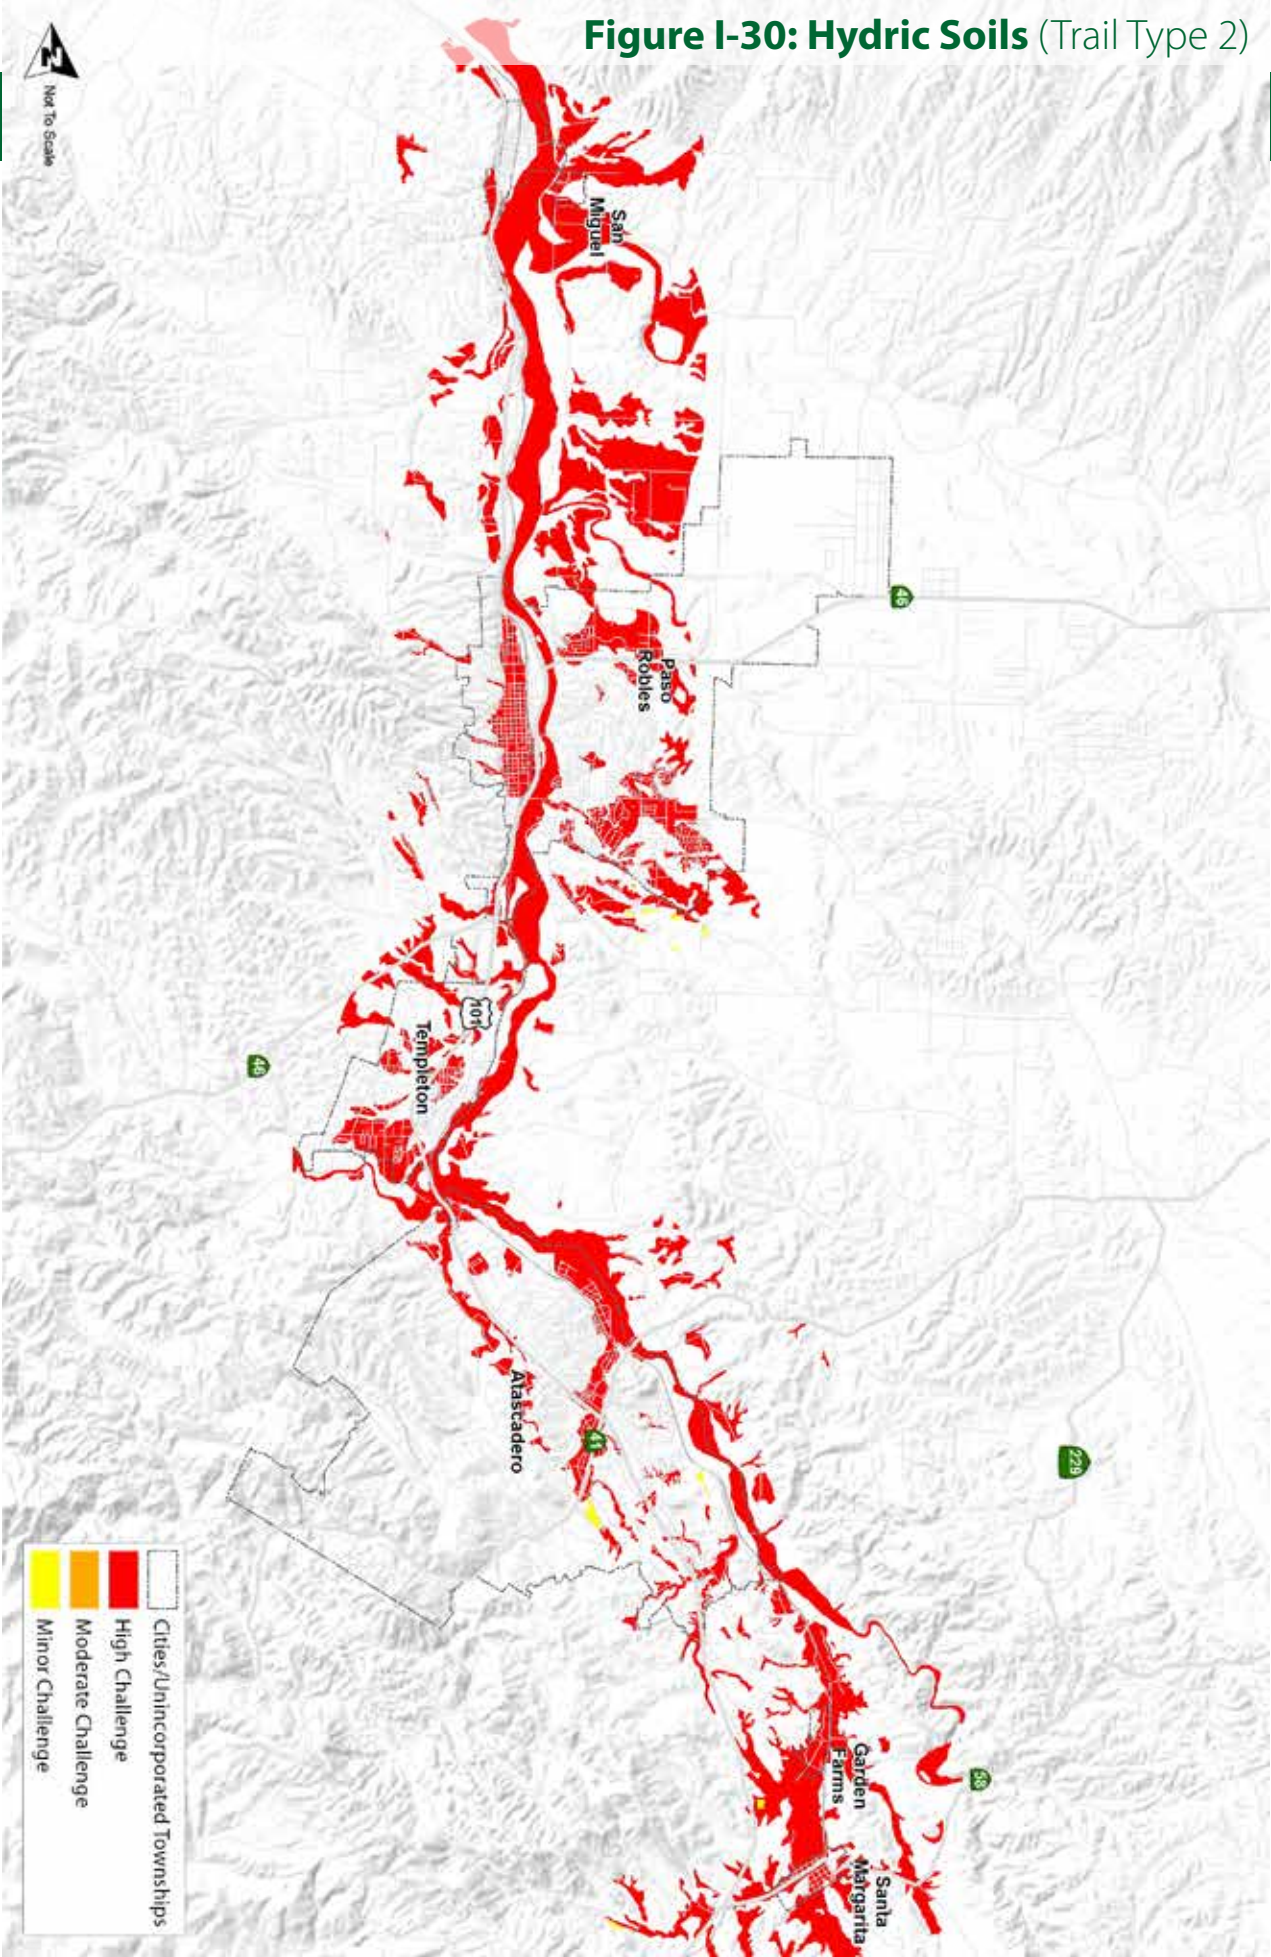 Figure I-30: Hydric Soils (Trail Type 2)
Not To Scale
San
Miguel
46
Paso
Robles
101
Templeton
46
Atascadero
41
229
Garden
Farms
58
Santa
Margarita
Cities/Unincorporated Townships
High Challenge
Moderate Challenge
Minor Challenge